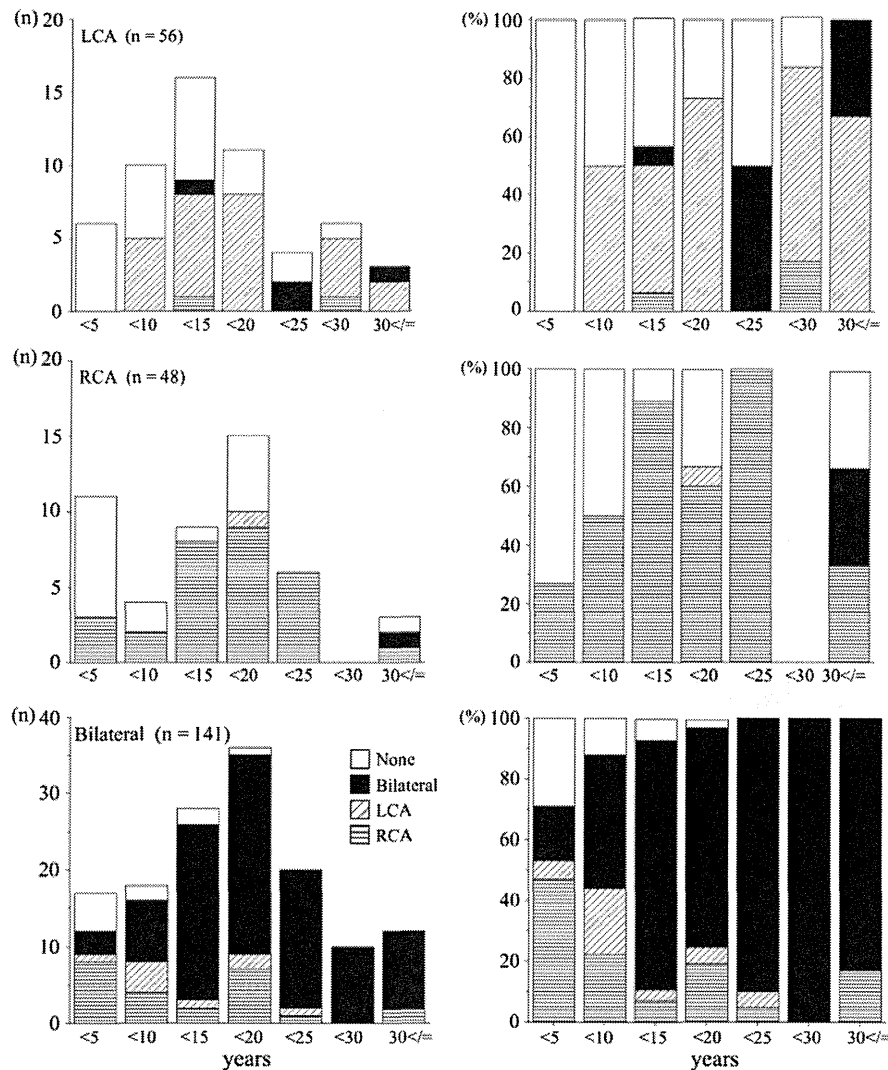 (n)
20
LCA (n = 56)
15
10
5
0
<5 <10 <15 <20 <25 <30 30</=
(%)
100
80
60
40
20
0
<5 <10 <15 <20 <25 <30 30</=
(n)
20
RCA (n = 48)
15
10
5
0
<5 <10 <15 <20 <25 <30 30</=
(%)
100
80
60
40
20
0
<5 <10 <15 <20 <25 <30 30</=
(n)
40
Bilateral (n = 141)
None
Bilateral
LCA
RCA
30
20
10
0
<5 <10 <15 <20 <25 <30 30</=
years
(%)
100
80
60
40
20
0
<5 <10 <15 <20 <25 <30 30</=
years